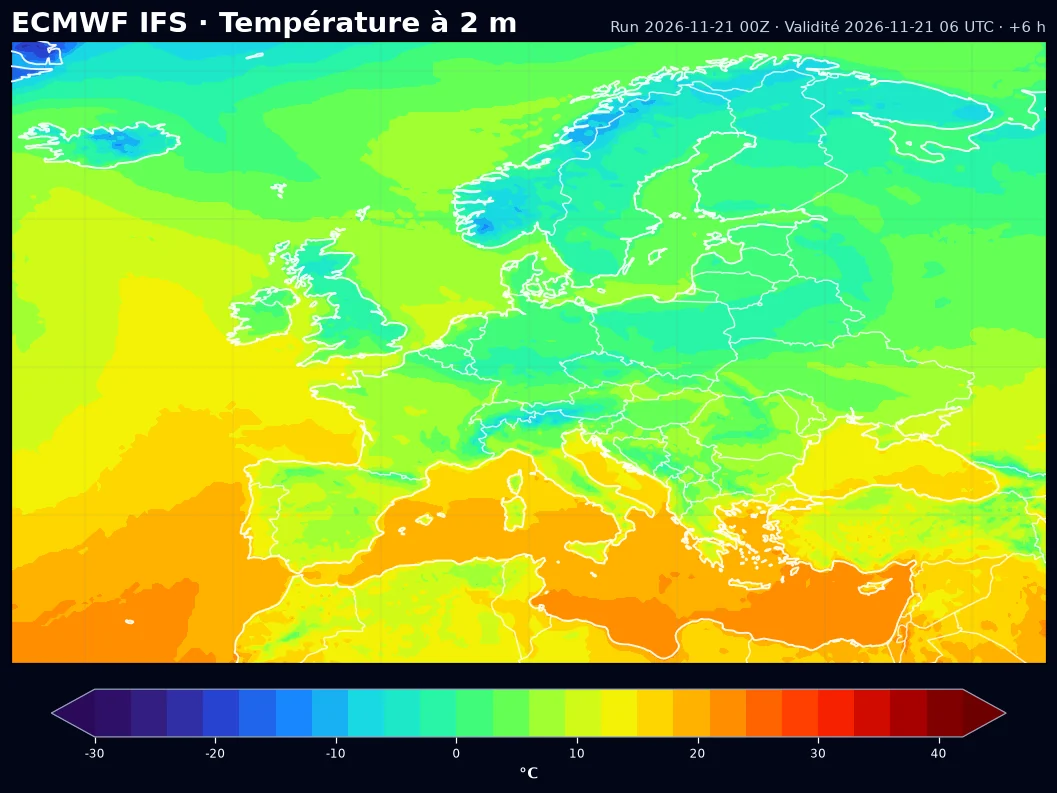 ECMWF IFS · Température à 2 m
Run 2026-11-21 00Z · Validité 2026-11-21 06 UTC · +6 h
-30 -20 -10 0 10 20 30 40
°C